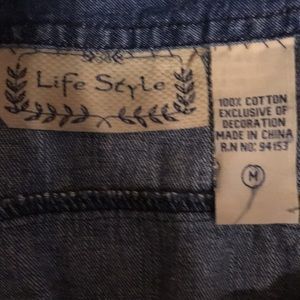 Life Style
100% COTTON
EXCLUSIVE OF
DECORATION
MADE IN CHINA
R.N NO: 94153
M